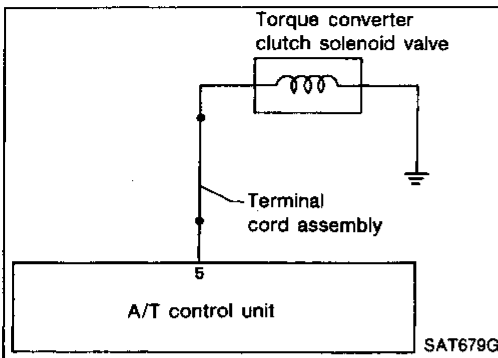 Torque converter
clutch solenoid valve
Terminal
cord assembly
5
A/T control unit
SAT679G